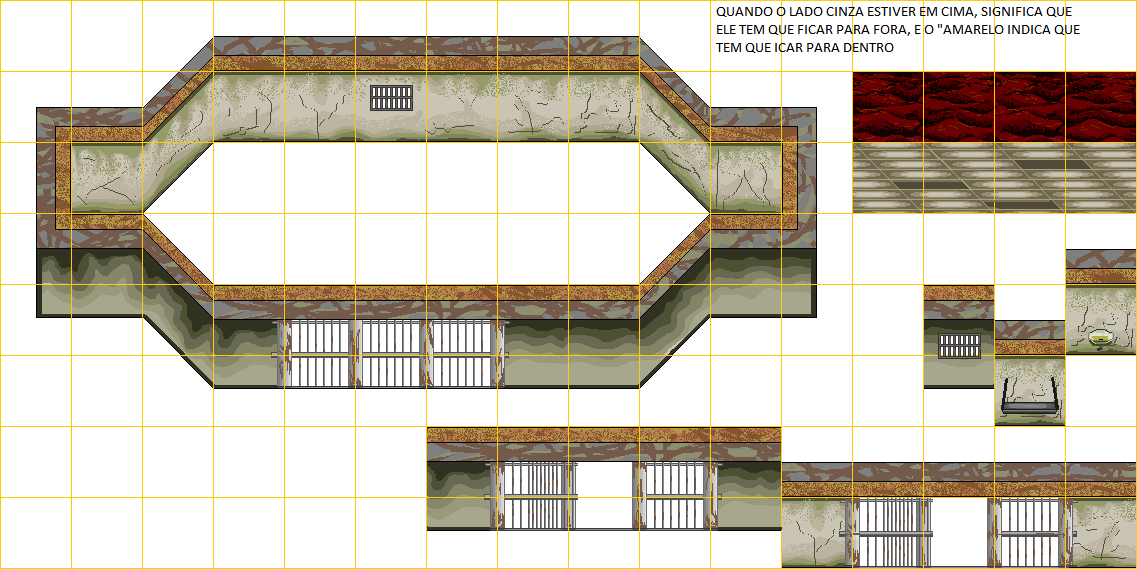 QUANDO O LADO CINZA ESTIVER EM CIMA, SIGNIFICA QUE
ELE TEM QUE FICAR PARA FORA, E O "AMARELO INDICA QUE
TEM QUE ICAR PARA DENTRO